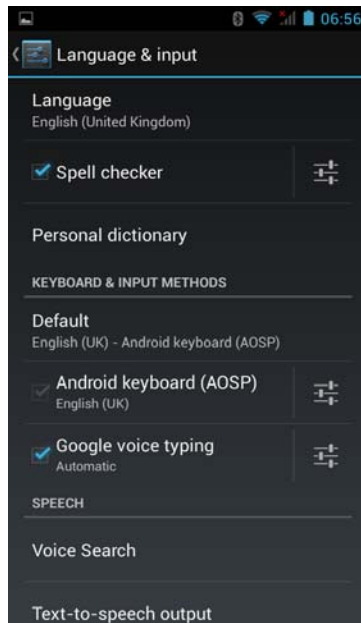 06:56
Language & input
Language
English (United Kingdom)
Spell checker
Personal dictionary
KEYBOARD & INPUT METHODS
Default
English (UK) - Android keyboard (AOSP)
Android keyboard (AOSP)
English (UK)
Google voice typing
Automatic
SPEECH
Voice Search
Text-to-speech output